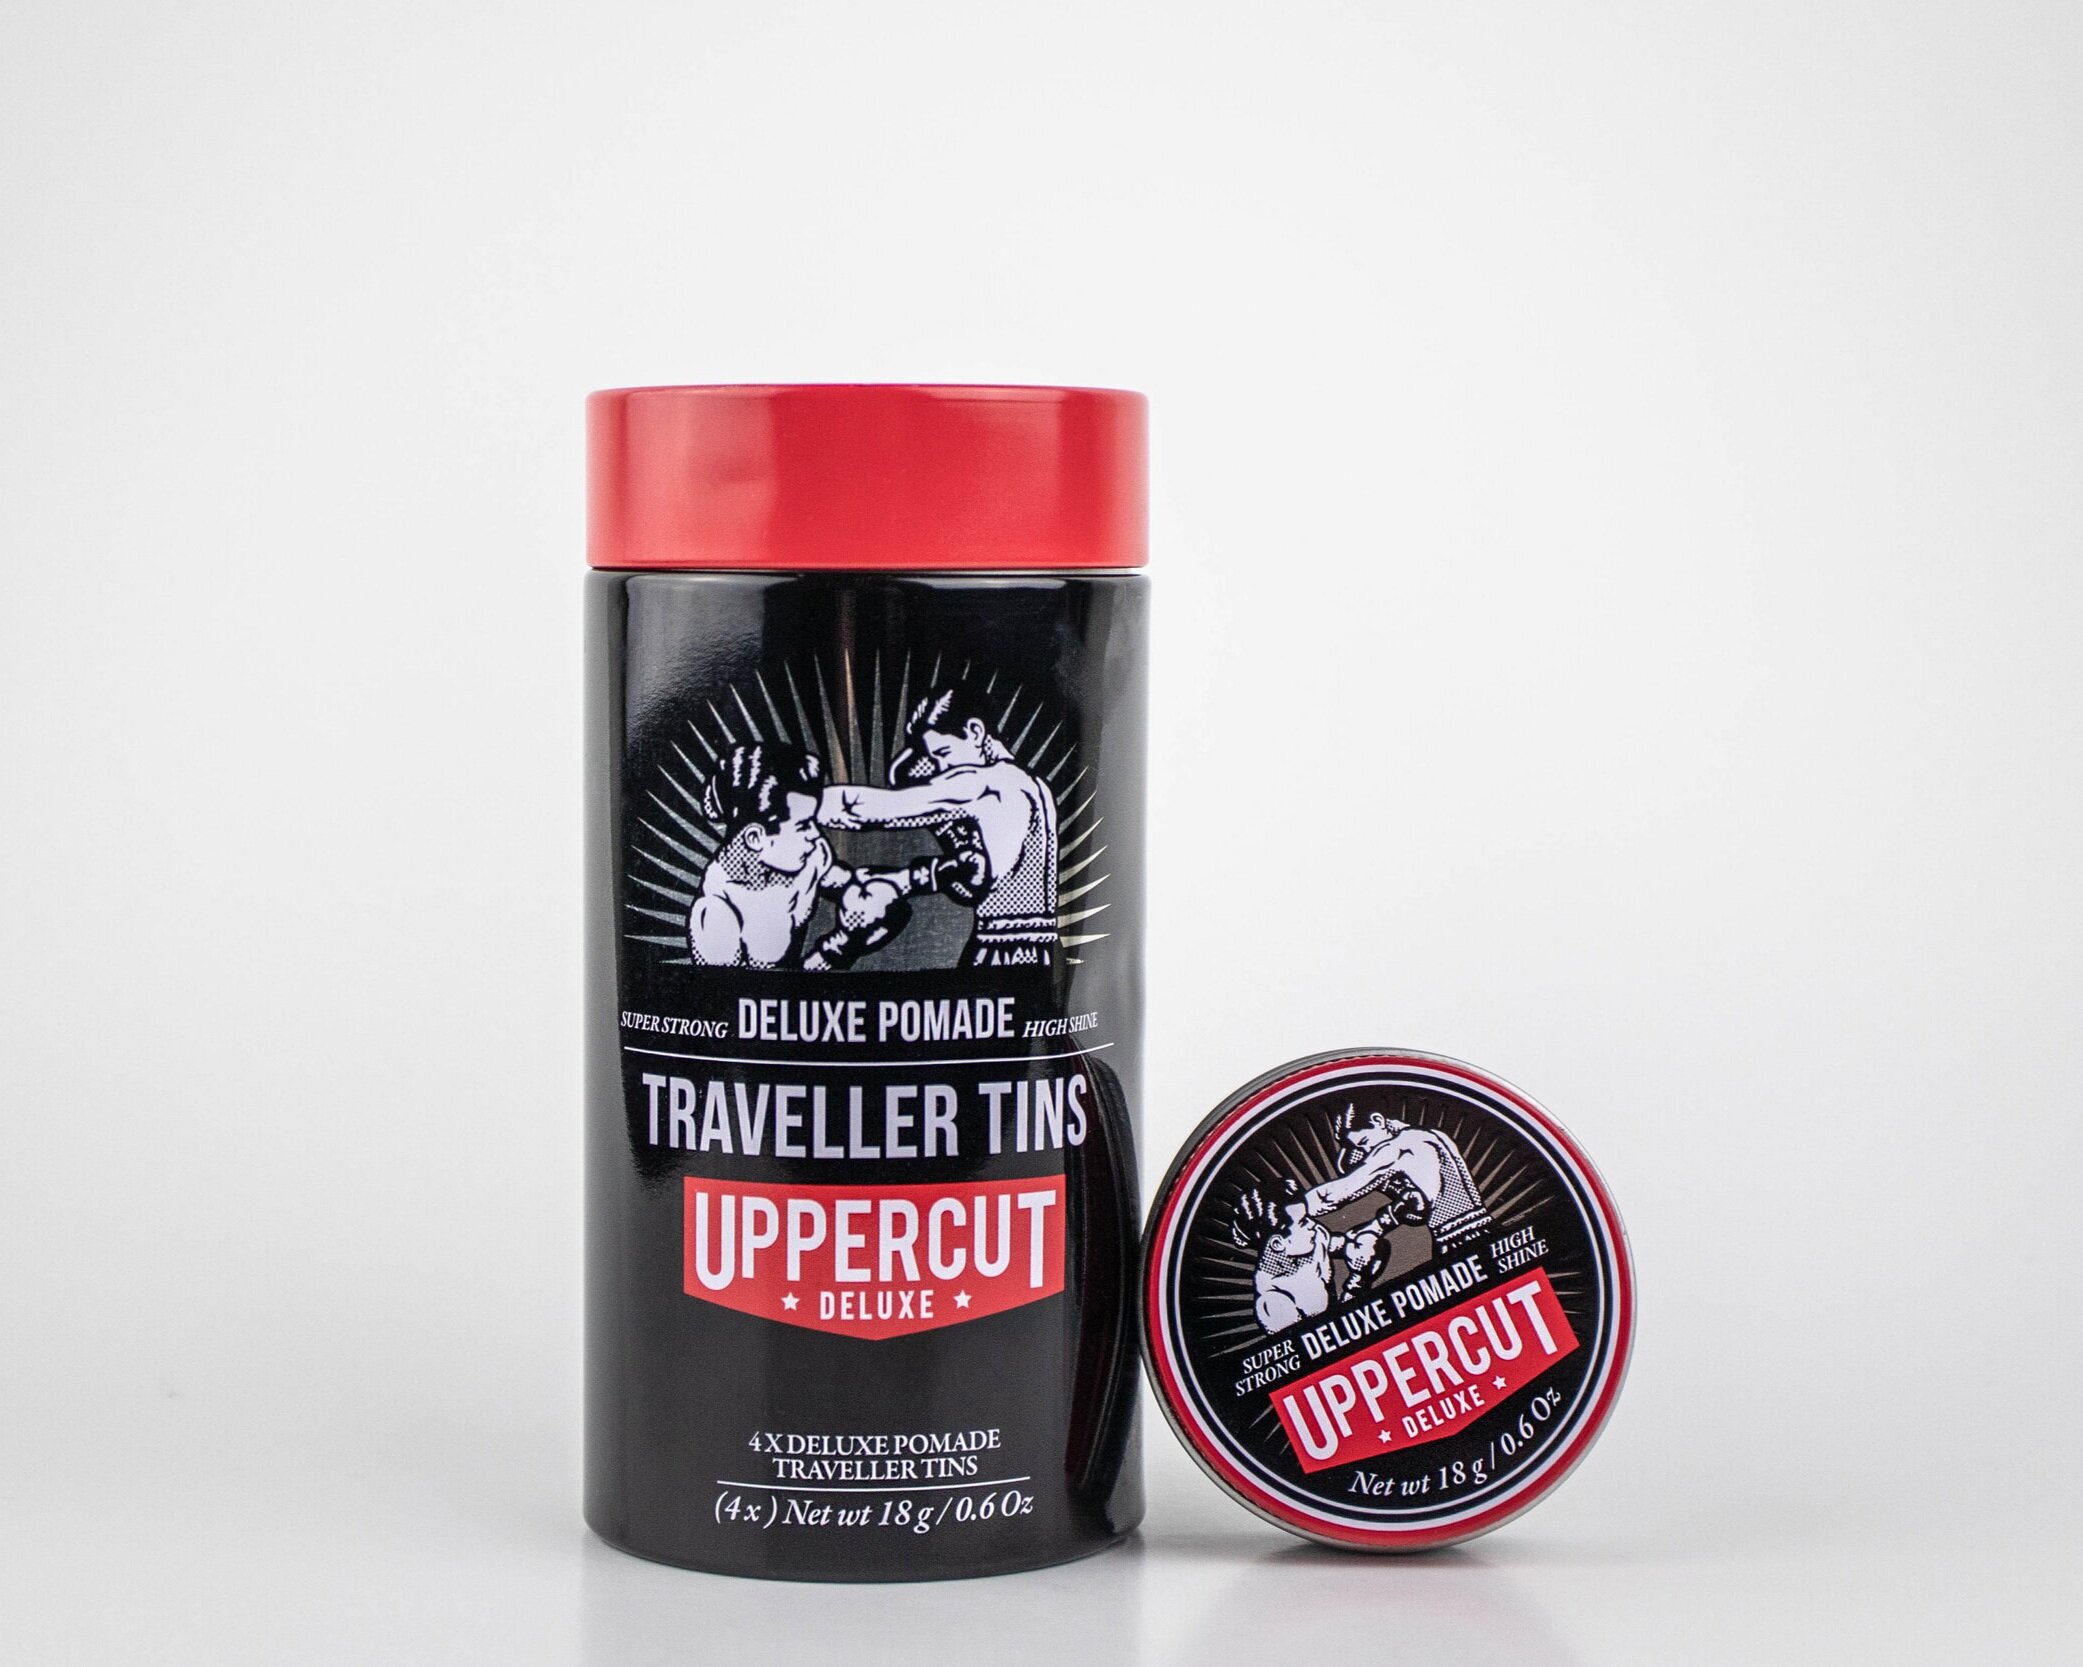 SUPER STRONG DELUXE POMADE HIGH SHINE
TRAVELLER TINS
UPPERCUT
DELUXE
4 X DELUXE POMADE
TRAVELLER TINS
(4x) Net wt 18 g / 0.6 Oz
HIGH
SHINE
DELUXE POMADE
SUPER
STRONG
UPPERCUT
DELUXE
Net wt 18 g / 0.6 Oz